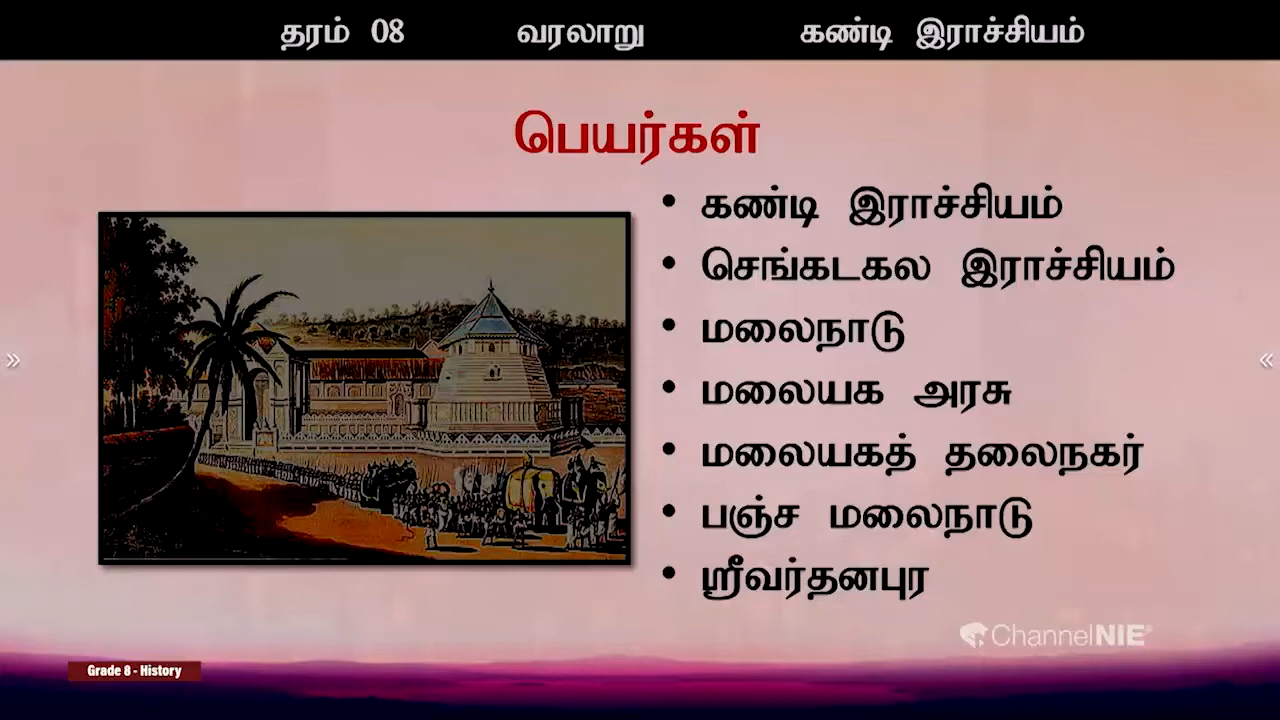 தரம் 08 வரலாறு கண்டி இராச்சியம்
பெயர்கள்
• கண்டி இராச்சியம்
• செங்கடகல இராச்சியம்
• மலைநாடு
• மலையக அரசு
• மலையகத் தலைநகர்
• பஞ்ச மலைநாடு
• ஸ்ரீவர்தனபுர
ChannelNIE
Grade 8 - History